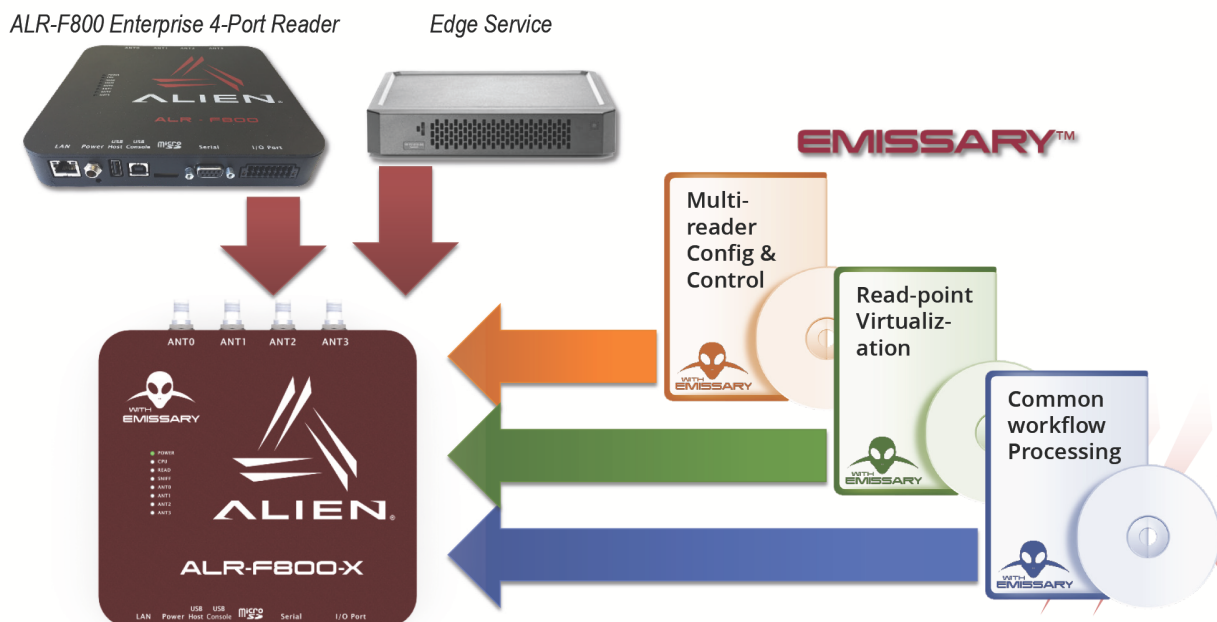 ALR-F800 Enterprise 4-Port Reader
Edge Service
ALIEN®
ALR - F800
LAN Power USB Host USB Console micro SD Serial I/O Port
EMISSARY™
Multi-
reader
Config &
Control
WITH
EMISSARY
Read-point
Virtualiz-
ation
WITH
EMISSARY
Common
workflow
Processing
WITH
EMISSARY
ANT0 ANT1 ANT2 ANT3
WITH
EMISSARY
POWER
CPU
READ
SNIFF
ANT0
ANT1
ANT2
ANT3
ALIEN®
ALR-F800-X
LAN Power USB Host USB Console micro SD Serial I/O Port